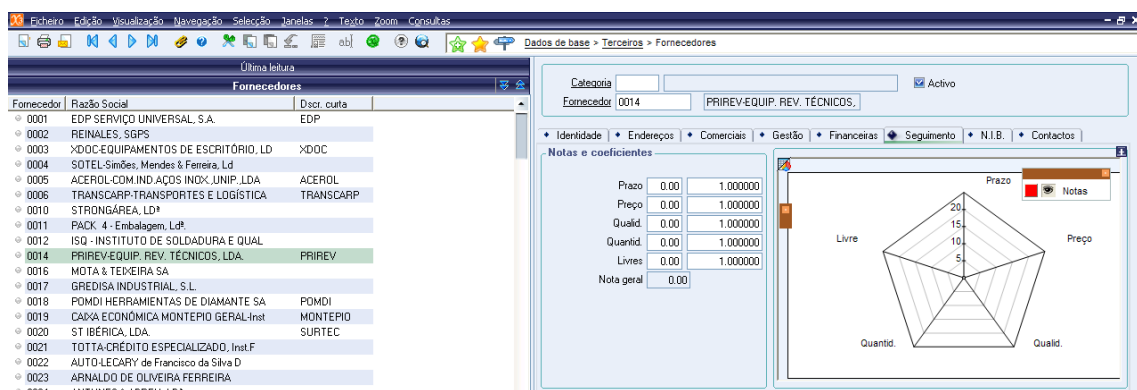 Ficheiro Edição Visualização Navegação Selecção Janelas ? Texto Zoom Consultas
Dados de base > Terceiros > Fornecedores
Última leitura
Fornecedores
Fornecedor Razão Social Dscr. curta
0001 EDP SERVIÇO UNIVERSAL, S.A. EDP
0002 REINALES, SGPS
0003 XDOC-EQUIPAMENTOS DE ESCRITÓRIO, LD XDOC
0004 SOTEL-Simões, Mendes & Ferreira, Ld
0005 ACEROL-COM.IND.AÇOS INOX.,UNIP.,LDA ACEROL
0006 TRANSCARP-TRANSPORTES E LOGÍSTICA TRANSCARP
0010 STRONGÁREA, LDª
0011 PACK 4 - Embalagem, Ldª.
0012 ISQ - INSTITUTO DE SOLDADURA E QUAL
0014 PRIREV-EQUIP. REV. TÉCNICOS, LDA. PRIREV
0016 MOTA & TEIXEIRA SA
0017 GREDISA INDUSTRIAL, S.L.
0018 POMDI HERRAMIENTAS DE DIAMANTE SA POMDI
0019 CAIXA ECONÓMICA MONTEPIO GERAL-Inst MONTEPIO
0020 ST IBÉRICA, LDA. SURTEC
0021 TOTTA-CRÉDITO ESPECIALIZADO, Inst.F
0022 AUTO-LECARY de Francisco da Silva D
0023 ARNALDO DE OLIVEIRA FERREIRA
Categoria Activo
Fornecedor 0014 PRIREV-EQUIP. REV. TÉCNICOS,
Identidade Endereços Comerciais Gestão Financeiras Seguimento N.I.B. Contactos
Notas e coeficientes
Prazo 0.00 1.000000
Preço 0.00 1.000000
Qualid. 0.00 1.000000
Quantid. 0.00 1.000000
Livres 0.00 1.000000
Nota geral 0.00
Prazo
Notas
20
15
10
5
Livre
Preço
Quantid.
Qualid.